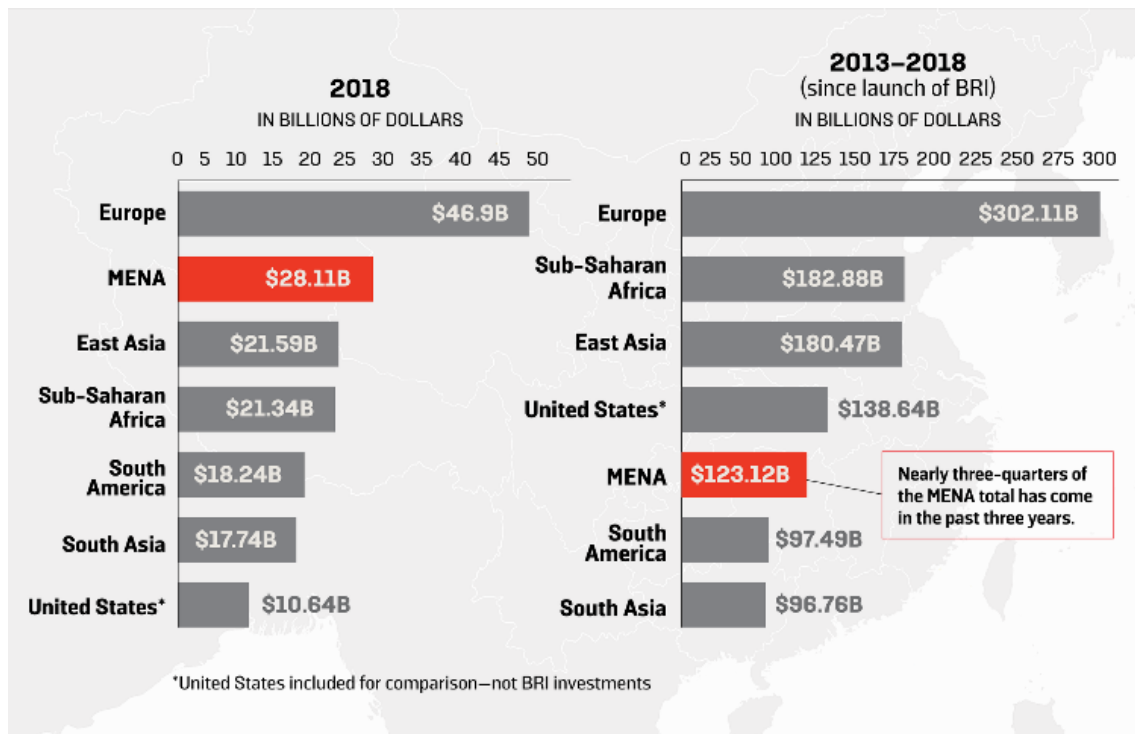 2018
IN BILLIONS OF DOLLARS
0 5 10 15 20 25 30 35 40 45 50
Europe $46.9B
MENA $28.11B
East Asia $21.59B
Sub-Saharan
Africa $21.34B
South
America $18.24B
South Asia $17.74B
United States* $10.64B
2013–2018
(since launch of BRI)
IN BILLIONS OF DOLLARS
0 25 50 100 125 150 175 200 225 250 275 300
Europe $302.11B
Sub-Saharan
Africa $182.88B
East Asia $180.47B
United States* $138.64B
MENA $123.12B
Nearly three-quarters of
the MENA total has come
in the past three years.
South
America $97.49B
South Asia $96.76B
*United States included for comparison—not BRI investments